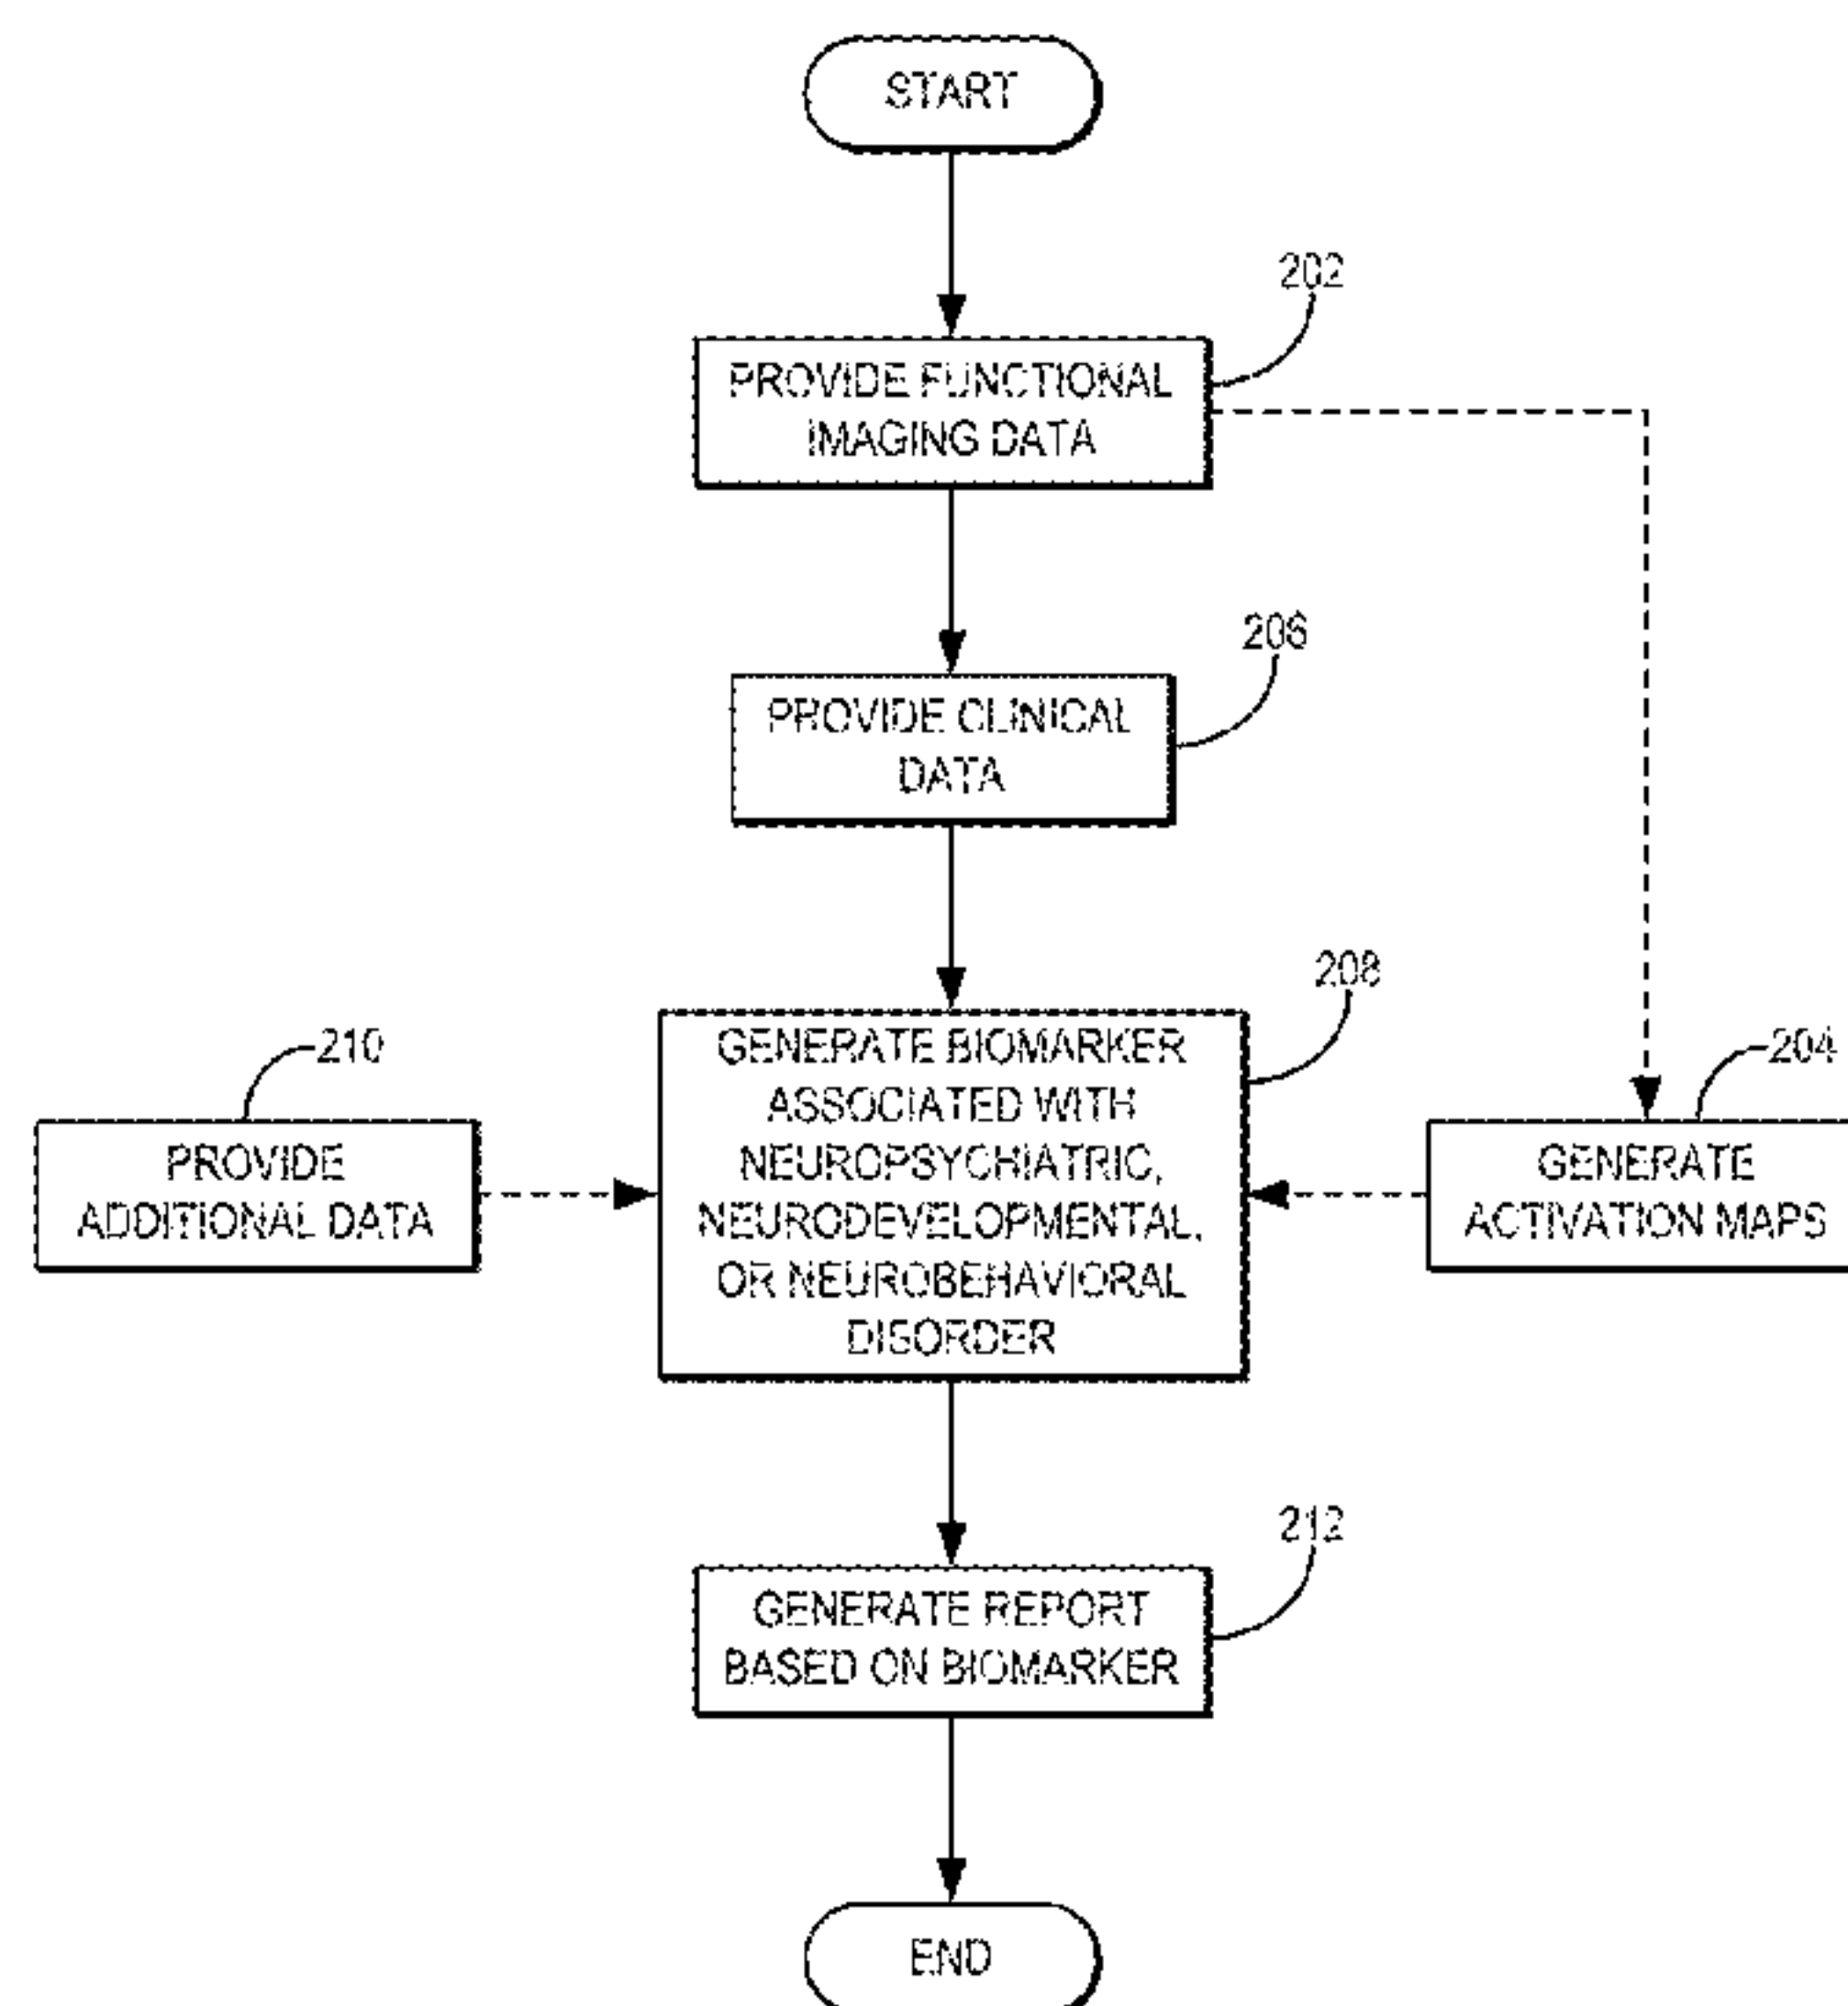 START
202
PROVIDE FUNCTIONAL
IMAGING DATA
206
PROVIDE CLINICAL
DATA
208
GENERATE BIOMARKER
ASSOCIATED WITH
NEUROPSYCHIATRIC,
NEURODEVELOPMENTAL,
OR NEUROBEHAVIORAL
DISORDER
210
PROVIDE
ADDITIONAL DATA
204
GENERATE
ACTIVATION MAPS
212
GENERATE REPORT
BASED ON BIOMARKER
END